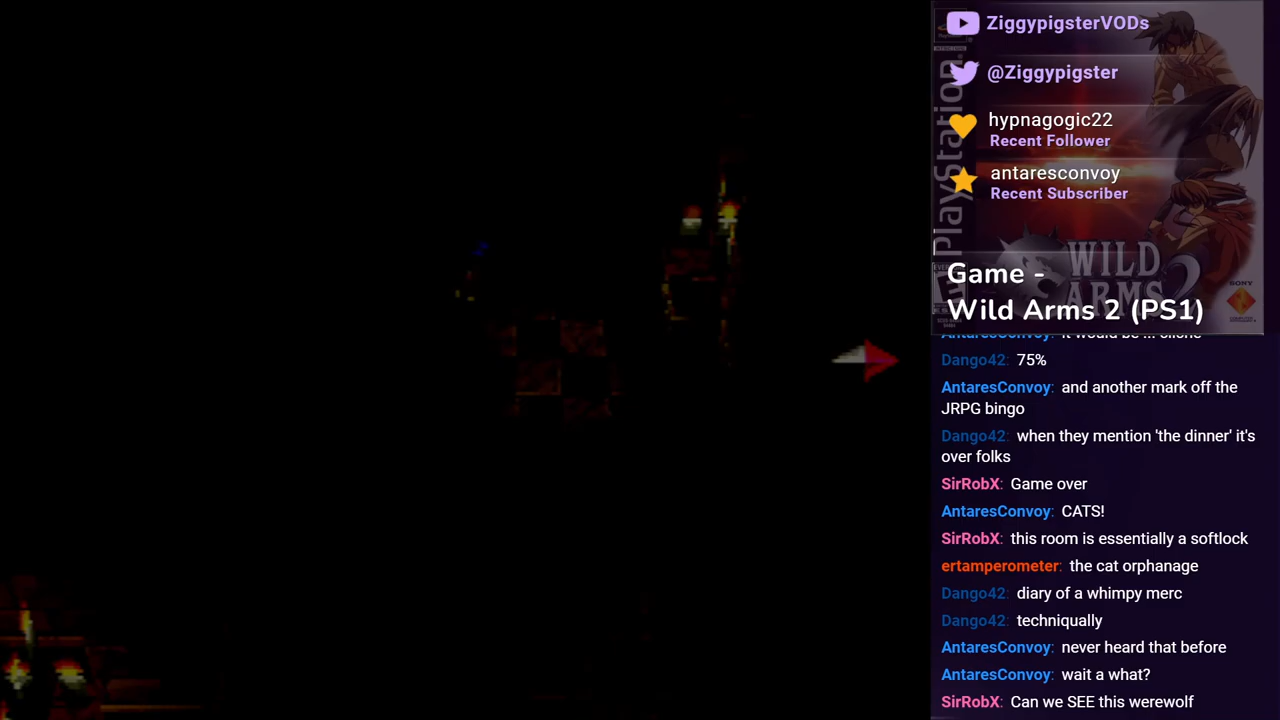 ZiggypigsterVODs
@Ziggypigster
hypnagogic22
Recent Follower
antaresconvoy
Recent Subscriber
PlayStation
WILD
ARMS 2
SONY
Game -
Wild Arms 2 (PS1)
Dango42: 75%
AntaresConvoy: and another mark off the
JRPG bingo
Dango42: when they mention 'the dinner' it's
over folks
SirRobX: Game over
AntaresConvoy: CATS!
SirRobX: this room is essentially a softlock
ertamperometer: the cat orphanage
Dango42: diary of a whimpy merc
Dango42: techniqually
AntaresConvoy: never heard that before
AntaresConvoy: wait a what?
SirRobX: Can we SEE this werewolf